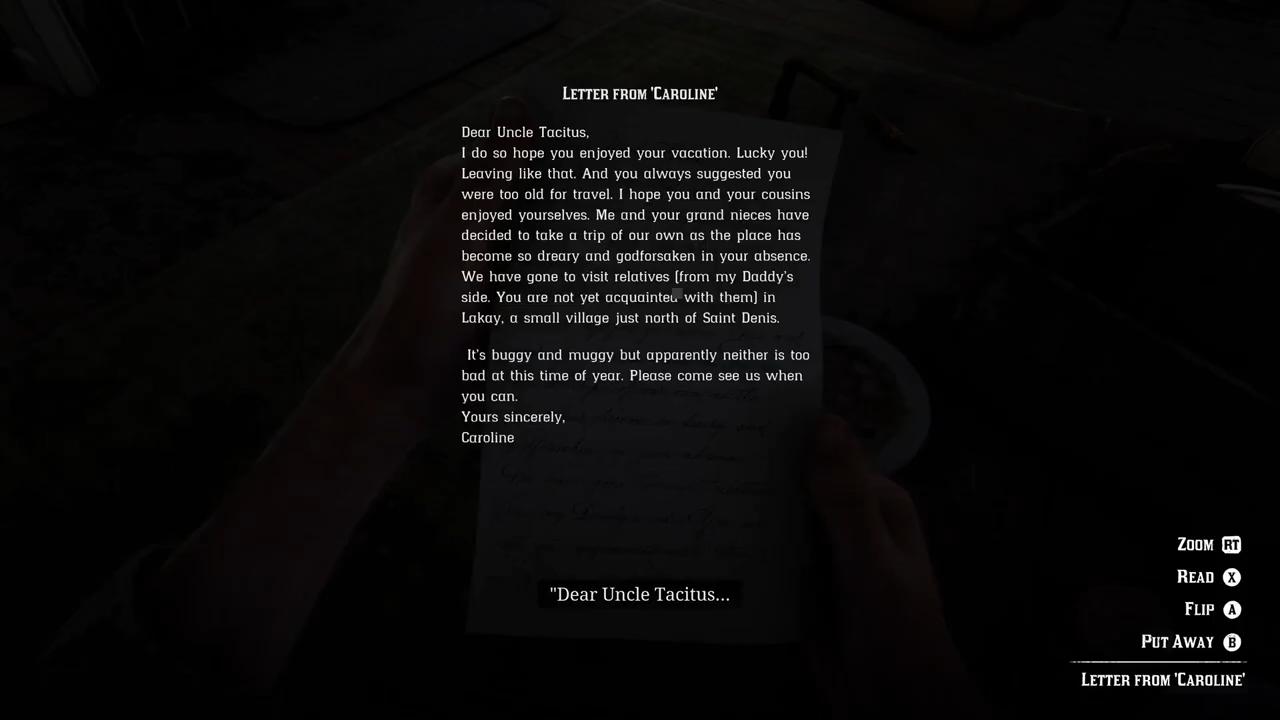 LETTER FROM 'CAROLINE'
Dear Uncle Tacitus,
I do so hope you enjoyed your vacation. Lucky you!
Leaving like that. And you always suggested you
were too old for travel. I hope you and your cousins
enjoyed yourselves. Me and your grand nieces have
decided to take a trip of our own as the place has
become so dreary and godforsaken in your absence.
We have gone to visit relatives (from my Daddy's
side. You are not yet acquainted with them) in
Lakay, a small village just north of Saint Denis.
It's buggy and muggy but apparently neither is too
bad at this time of year. Please come see us when
you can.
Yours sincerely,
Caroline
"Dear Uncle Tacitus...
ZOOM RT
READ X
FLIP A
PUT AWAY B
LETTER FROM 'CAROLINE'